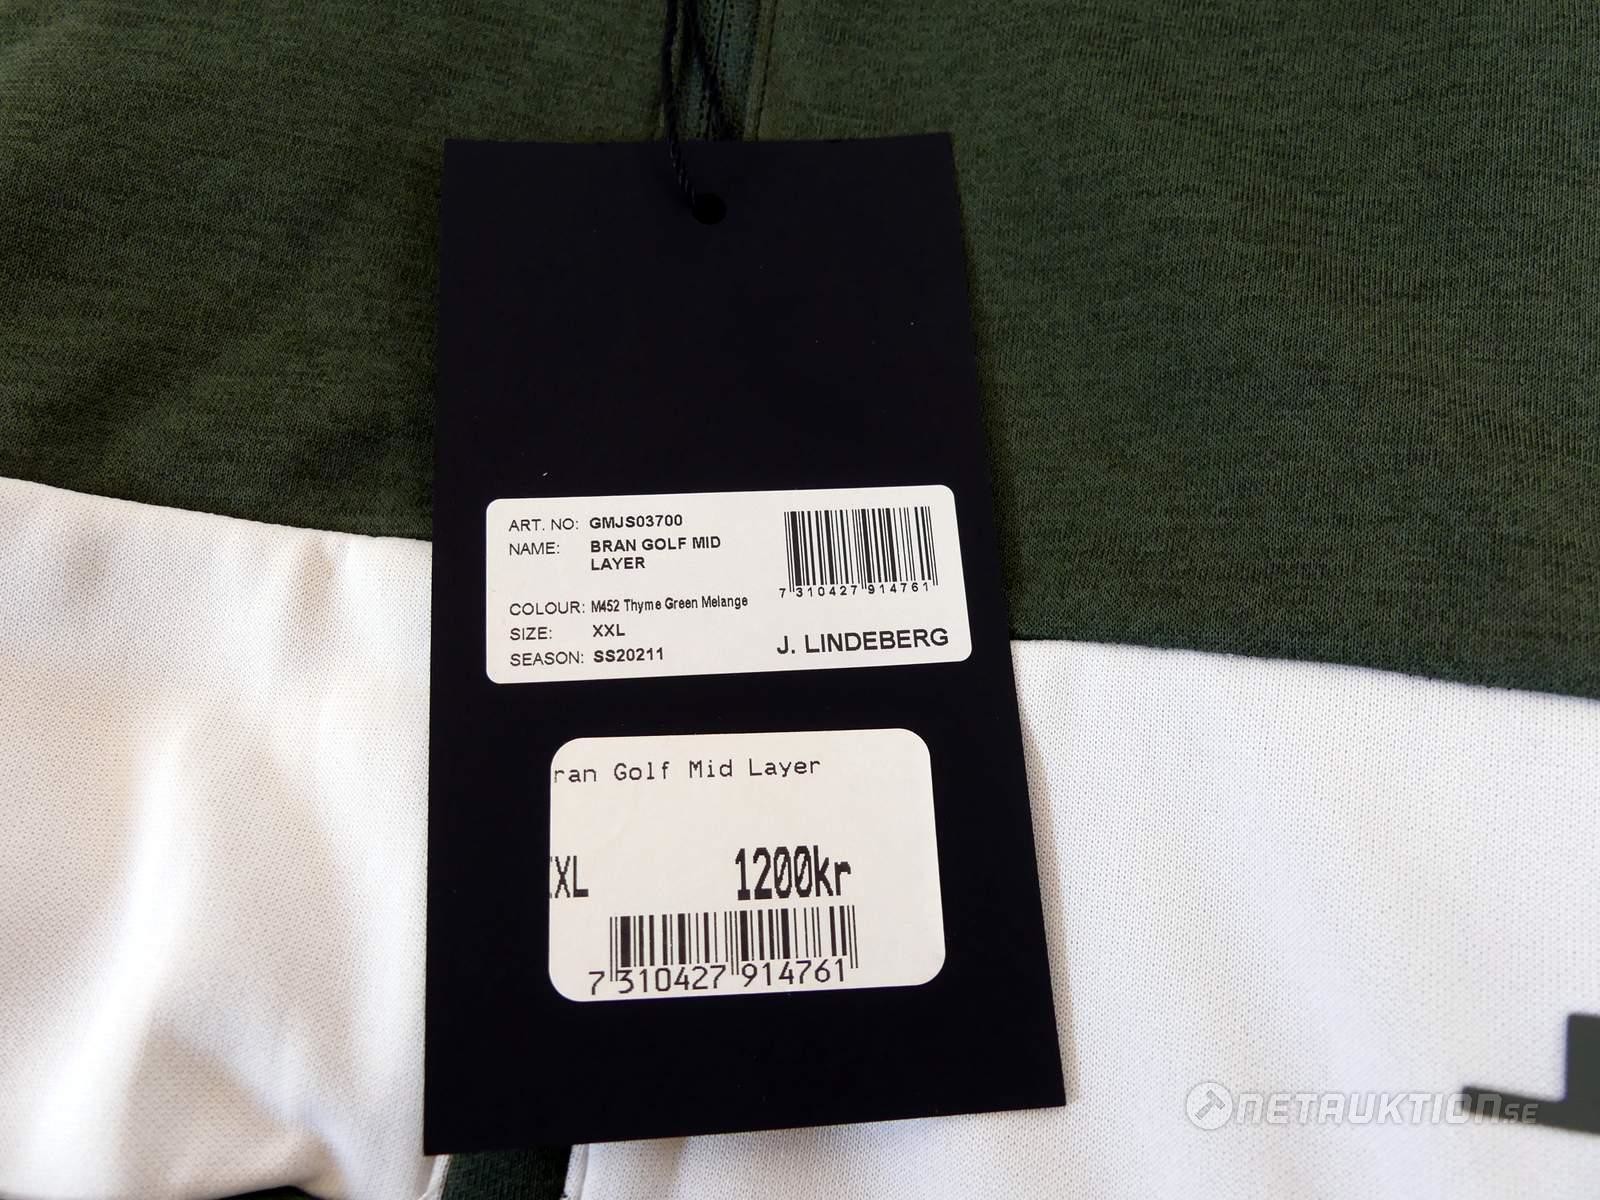 ART. NO: GMJS03700
NAME: BRAN GOLF MID
LAYER
COLOUR: M452 Thyme Green Melange
SIZE: XXL
SEASON: SS20211
7 310427 914761
J. LINDEBERG
ran Golf Mid Layer
XL 1200kr
7 310427 914761
NETAUKTION.SE